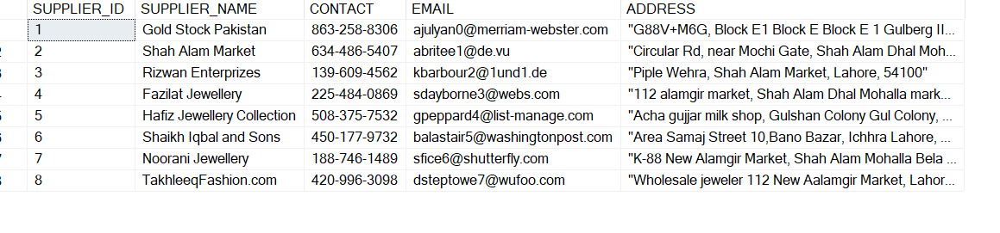 SUPPLIER_ID SUPPLIER_NAME CONTACT EMAIL ADDRESS
1 Gold Stock Pakistan 863-258-8306 ajulyan0@merriam-webster.com "G88V+M6G, Block E1 Block E Block E 1 Gulberg III...
2 Shah Alam Market 634-486-5407 abritee1@de.vu "Circular Rd, near Mochi Gate, Shah Alam Dhal Moh...
3 Rizwan Enterprizes 139-609-4562 kbarbour2@1und1.de "Piple Wehra, Shah Alam Market, Lahore, 54100"
4 Fazilat Jewellery 225-484-0869 sdayborne3@webs.com "112 alamgir market, Shah Alam Dhal Mohalla mark...
5 Hafiz Jewellery Collection 508-375-7532 gpeppard4@list-manage.com "Acha gujjar milk shop, Gulshan Colony Gul Colony, ...
6 Shaikh Iqbal and Sons 450-177-9732 balastair5@washingtonpost.com "Area Samaj Street 10,Bano Bazar, Ichhra Lahore, ...
7 Noorani Jewellery 188-746-1489 sfice6@shutterfly.com "K-88 New Alamgir Market, Shah Alam Mohalla Bela ...
8 TakhleeqFashion.com 420-996-3098 dsteptowe7@wufoo.com "Wholesale jeweler 112 New Aalamgir Market, Lahor...